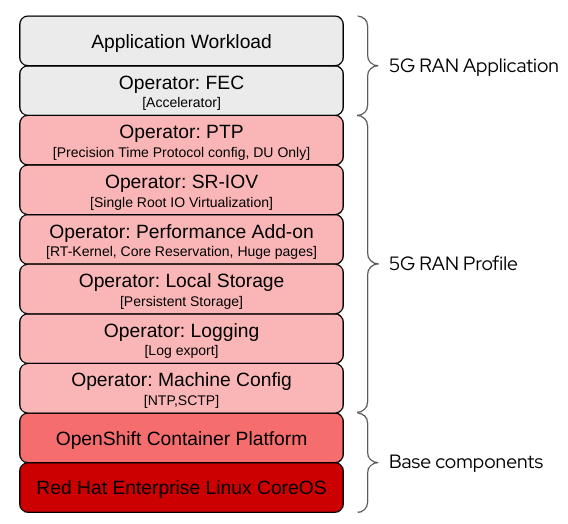 Application Workload
Operator: FEC
[Accelerator]
5G RAN Application
Operator: PTP
[Precision Time Protocol config, DU Only]
Operator: SR-IOV
[Single Root IO Virtualization]
Operator: Performance Add-on
[RT-Kernel, Core Reservation, Huge pages]
Operator: Local Storage
[Persistent Storage]
Operator: Logging
[Log export]
Operator: Machine Config
[NTP,SCTP]
5G RAN Profile
OpenShift Container Platform
Red Hat Enterprise Linux CoreOS
Base components